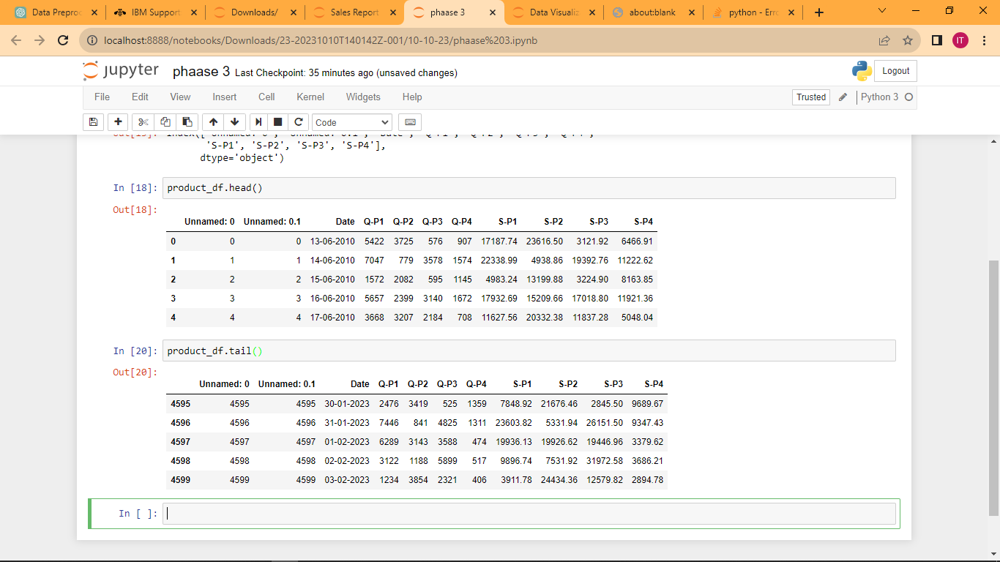 Data Preproc
IBM Support
Downloads/
Sales Report
phaase 3
Data Visualiz
about:blank
python - Erro
localhost:8888/notebooks/Downloads/23-20231010T140142Z-001/10-10-23/phaase%203.ipynb
IT
jupyter phaase 3 Last Checkpoint: 35 minutes ago (unsaved changes)
Logout
File Edit View Insert Cell Kernel Widgets Help
Trusted
Python 3
Code
Out[19]: Index(['Unnamed: 0', 'Unnamed: 0.1', 'Date', 'Q-P1', 'Q-P2', 'Q-P3', 'Q-P4',
'S-P1', 'S-P2', 'S-P3', 'S-P4'],
dtype='object')
In [18]: product_df.head()
Out[18]:
Unnamed: 0 Unnamed: 0.1 Date Q-P1 Q-P2 Q-P3 Q-P4 S-P1 S-P2 S-P3 S-P4
0 0 0 13-06-2010 5422 3725 576 907 17187.74 23616.50 3121.92 6466.91
1 1 1 14-06-2010 7047 779 3578 1574 22338.99 4938.86 19392.76 11222.62
2 2 2 15-06-2010 1572 2082 595 1145 4983.24 13199.88 3224.90 8163.85
3 3 3 16-06-2010 5657 2399 3140 1672 17932.69 15209.66 17018.80 11921.36
4 4 4 17-06-2010 3668 3207 2184 708 11627.56 20332.38 11837.28 5048.04
In [20]: product_df.tail()
Out[20]:
Unnamed: 0 Unnamed: 0.1 Date Q-P1 Q-P2 Q-P3 Q-P4 S-P1 S-P2 S-P3 S-P4
4595 4595 4595 30-01-2023 2476 3419 525 1359 7848.92 21676.46 2845.50 9689.67
4596 4596 4596 31-01-2023 7446 841 4825 1311 23603.82 5331.94 26151.50 9347.43
4597 4597 4597 01-02-2023 6289 3143 3588 474 19936.13 19926.62 19446.96 3379.62
4598 4598 4598 02-02-2023 3122 1188 5899 517 9896.74 7531.92 31972.58 3686.21
4599 4599 4599 03-02-2023 1234 3854 2321 406 3911.78 24434.36 12579.82 2894.78
In [ ]: